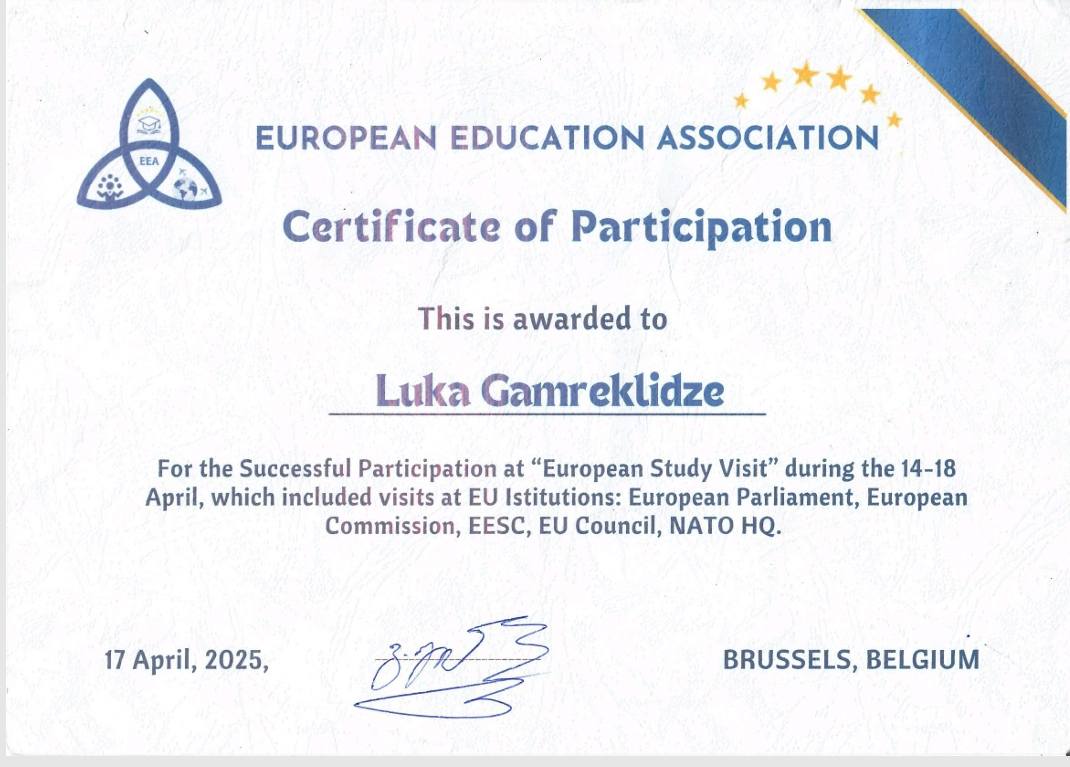 EEA
EUROPEAN EDUCATION ASSOCIATION
Certificate of Participation
This is awarded to
Luka Gamreklidze
For the Successful Participation at “European Study Visit” during the 14-18
April, which included visits at EU Istitutions: European Parliament, European
Commission, EESC, EU Council, NATO HQ.
17 April, 2025,
BRUSSELS, BELGIUM